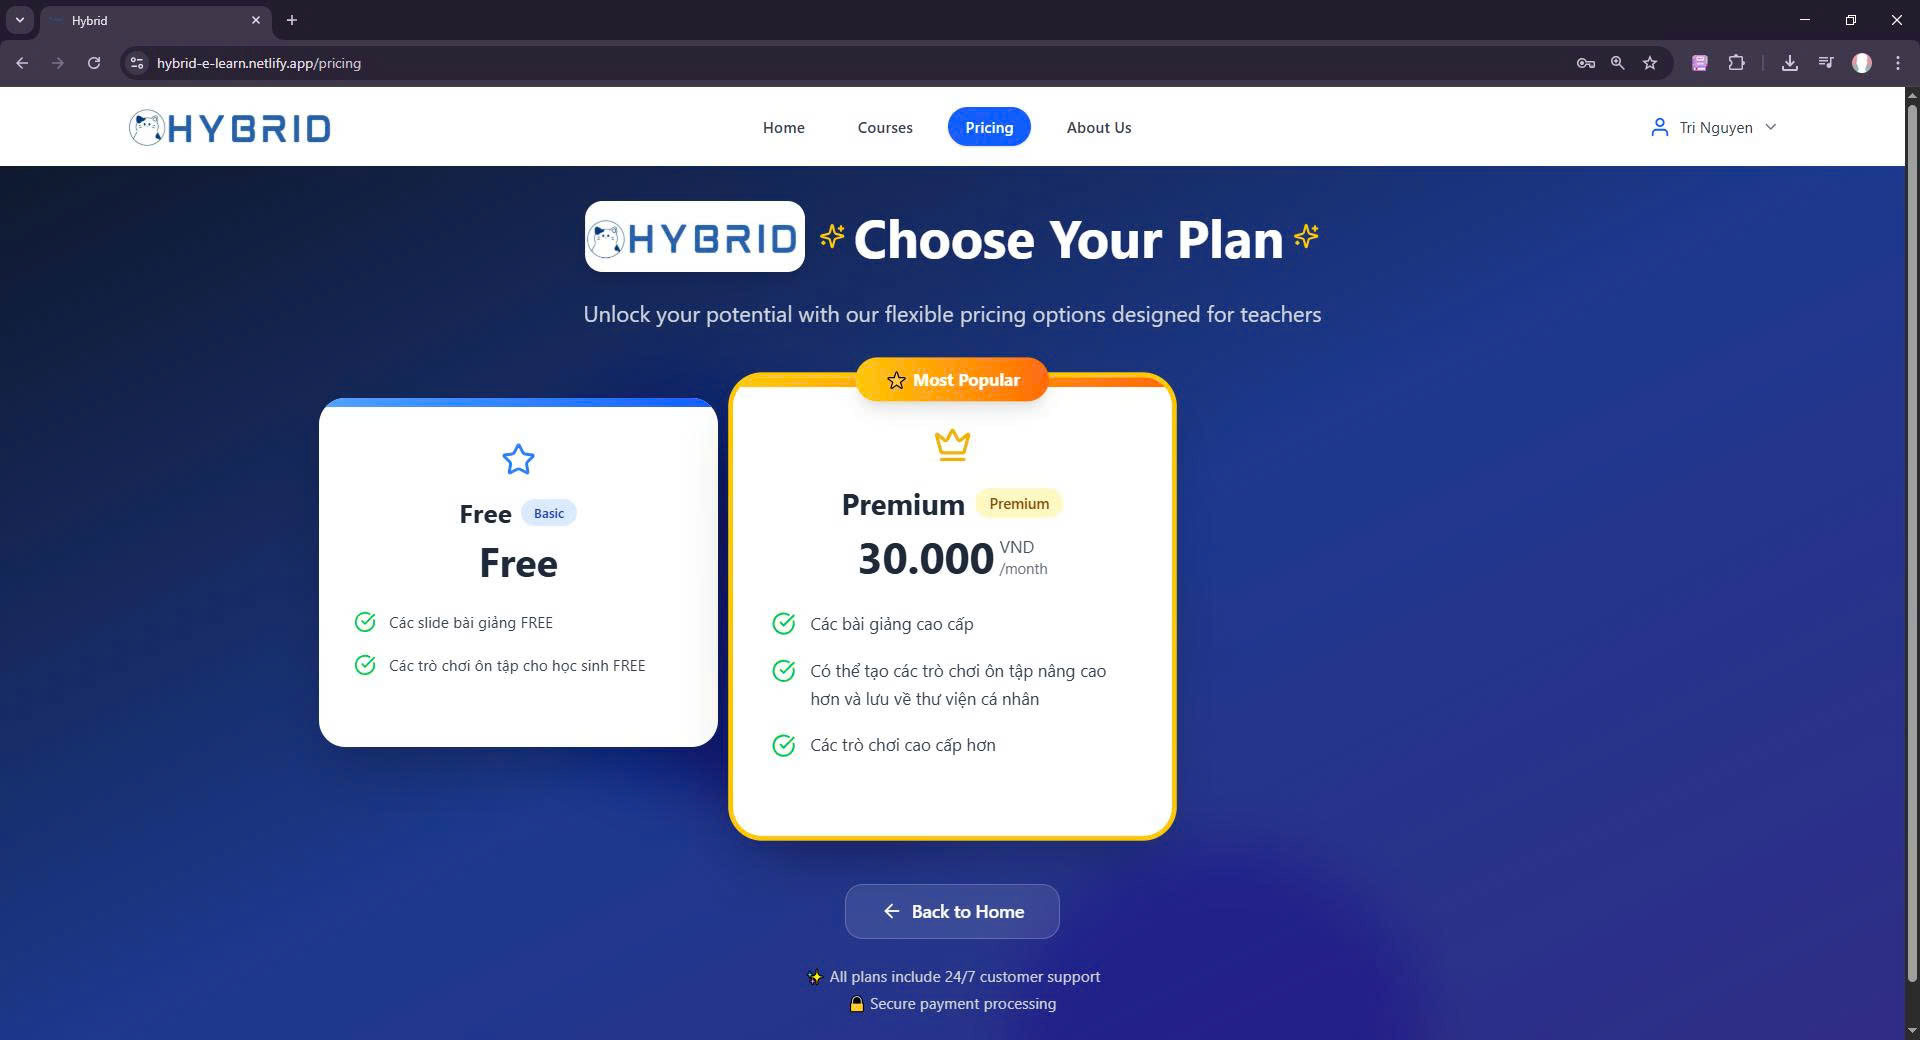 Hybrid
hybrid-e-learn.netlify.app/pricing
HYBRID
Home
Courses
Pricing
About Us
Tri Nguyen
HYBRID
Choose Your Plan
Unlock your potential with our flexible pricing options designed for teachers
Free
Basic
Free
Các slide bài giảng FREE
Các trò chơi ôn tập cho học sinh FREE
Most Popular
Premium
Premium
30.000
VND
/month
Các bài giảng cao cấp
Có thể tạo các trò chơi ôn tập nâng cao
hơn và lưu về thư viện cá nhân
Các trò chơi cao cấp hơn
Back to Home
All plans include 24/7 customer support
Secure payment processing